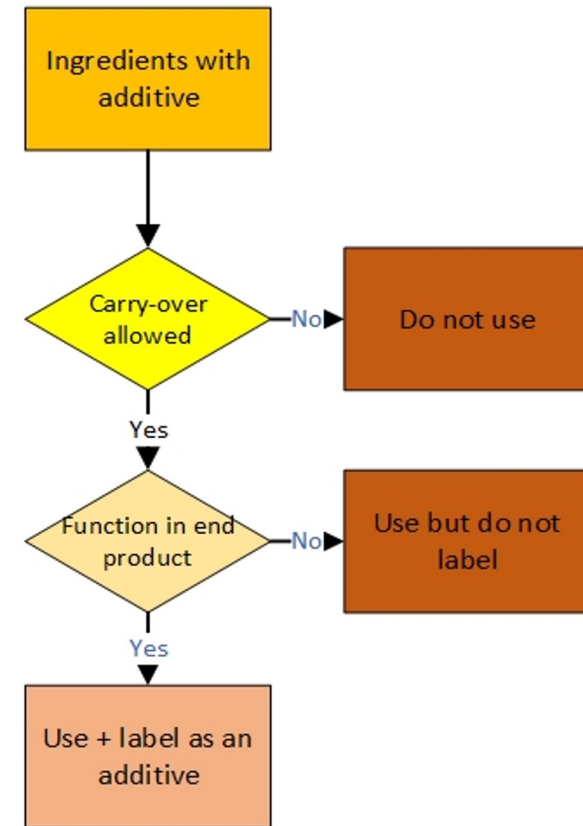 Ingredients with
additive
Carry-over
allowed
No
Do not use
Yes
Function in end
product
No
Use but do not
label
Yes
Use + label as an
additive